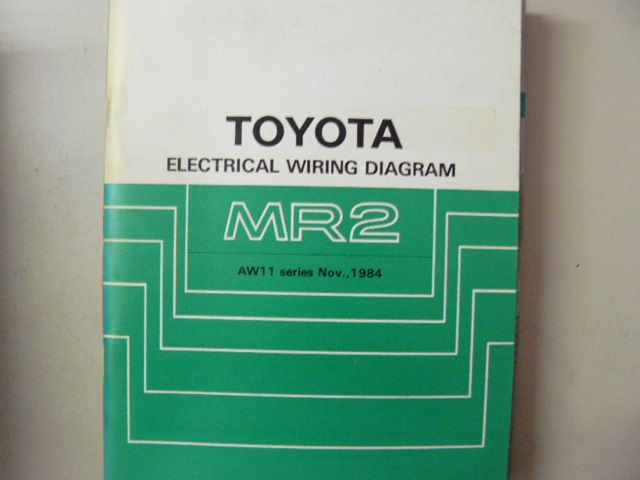 TOYOTA
ELECTRICAL WIRING DIAGRAM
MR2
AW11 series Nov.,1984